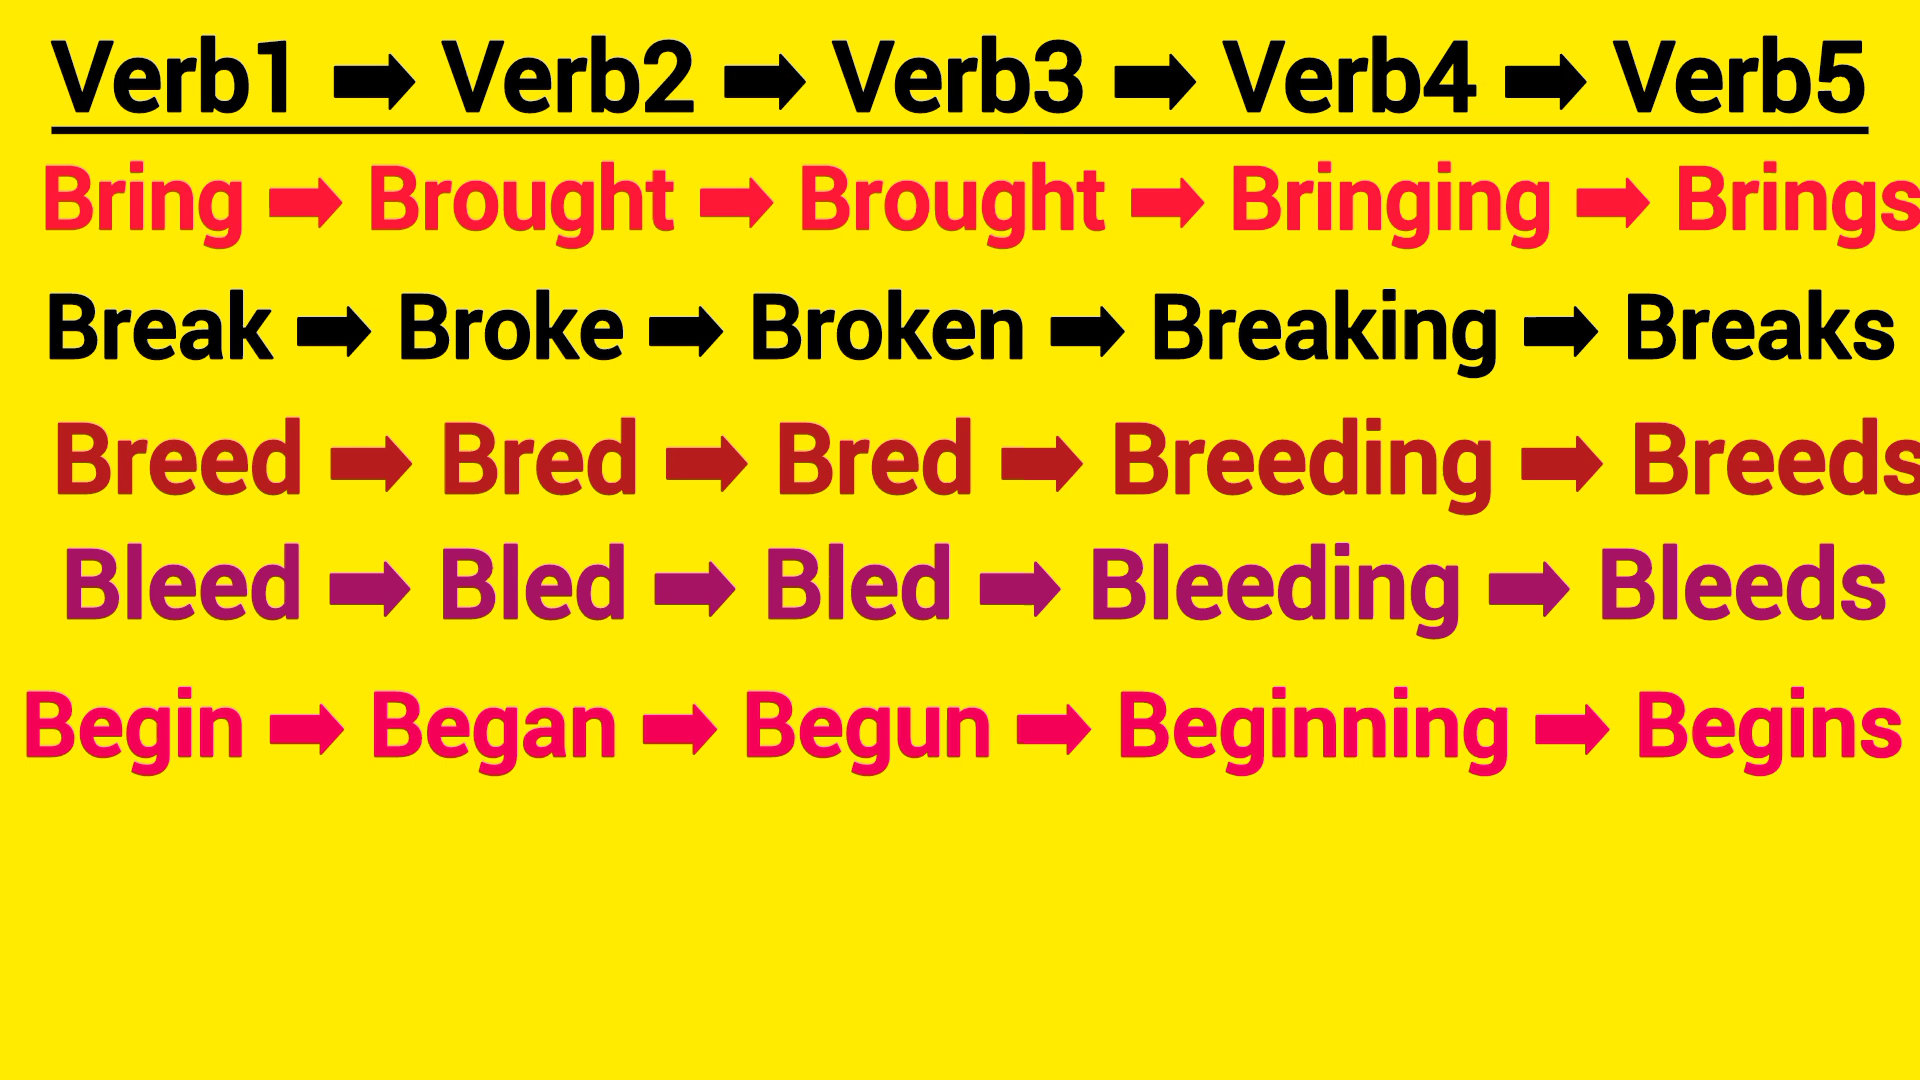 Verb1 ➡ Verb2 ➡ Verb3 ➡ Verb4 ➡ Verb5
Bring ➡ Brought ➡ Brought ➡ Bringing ➡ Brings
Break ➡ Broke ➡ Broken ➡ Breaking ➡ Breaks
Breed ➡ Bred ➡ Bred ➡ Breeding ➡ Breeds
Bleed ➡ Bled ➡ Bled ➡ Bleeding ➡ Bleeds
Begin ➡ Began ➡ Begun ➡ Beginning ➡ Begins